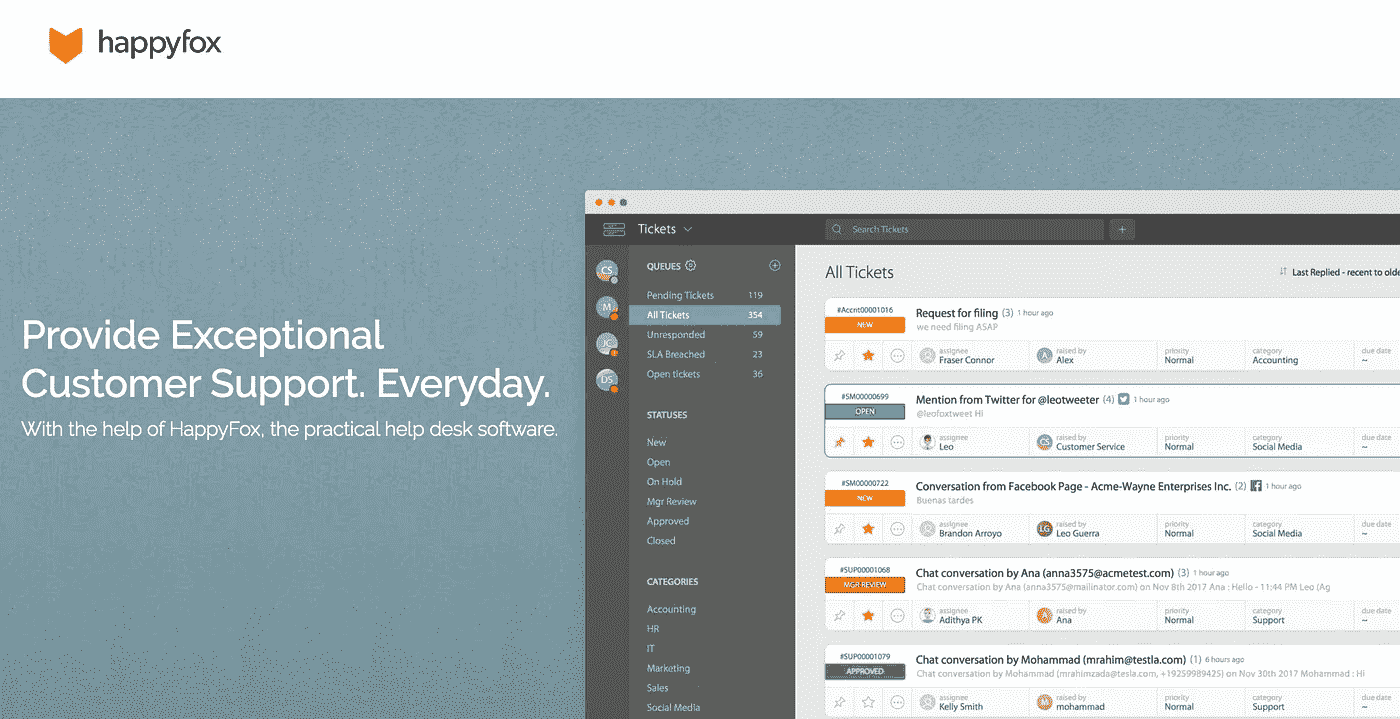 happyfox
Provide Exceptional
Customer Support. Everyday.
With the help of HappyFox, the practical help desk software.
Tickets
Search Tickets
+
CS
M
JC
DS
QUEUES
Pending Tickets 119
All Tickets 354
Unresponded 59
SLA Breached 23
Open tickets 36
STATUSES
New
Open
On Hold
Mgr Review
Approved
Closed
CATEGORIES
Accounting
HR
IT
Marketing
Sales
Social Media
All Tickets
Last Replied - recent to olde
#Accnt00001016
NEW
Request for filing (3) 1 hour ago
we need filing ASAP
assignee raised by priority category due date
Fraser Connor A Alex Normal Accounting ~
#SM00000699
OPEN
Mention from Twitter for @leotweeter (4) 1 hour ago
@leofoxtweet Hi
assignee raised by priority category due date
Leo CS Customer Service Normal Social Media ~
#SM00000722
NEW
Conversation from Facebook Page - Acme-Wayne Enterprises Inc. (2) 1 hour ago
Buenas tardes
assignee raised by priority category due date
Brandon Arroyo LG Leo Guerra Normal Social Media ~
#SUP00001068
MGR REVIEW
Chat conversation by Ana (anna3575@acmetest.com) (3) 1 hour ago
Chat conversation by Ana (anna3575@mailinator.com) on Nov 8th 2017 Ana : Hello - 11:44 PM Leo (Ag
assignee raised by priority category due date
Adithya PK A Ana Normal Support ~
#SUP00001079
APPROVED
Chat conversation by Mohammad (mrahim@testla.com) (1) 6 hours ago
Chat conversation by Mohammad (mrahimzada@tesla.com, +19259989425) on Nov 30th 2017 Mohammad : Hi
assignee raised by priority category due date
Kelly Smith M mohammad Normal Support ~